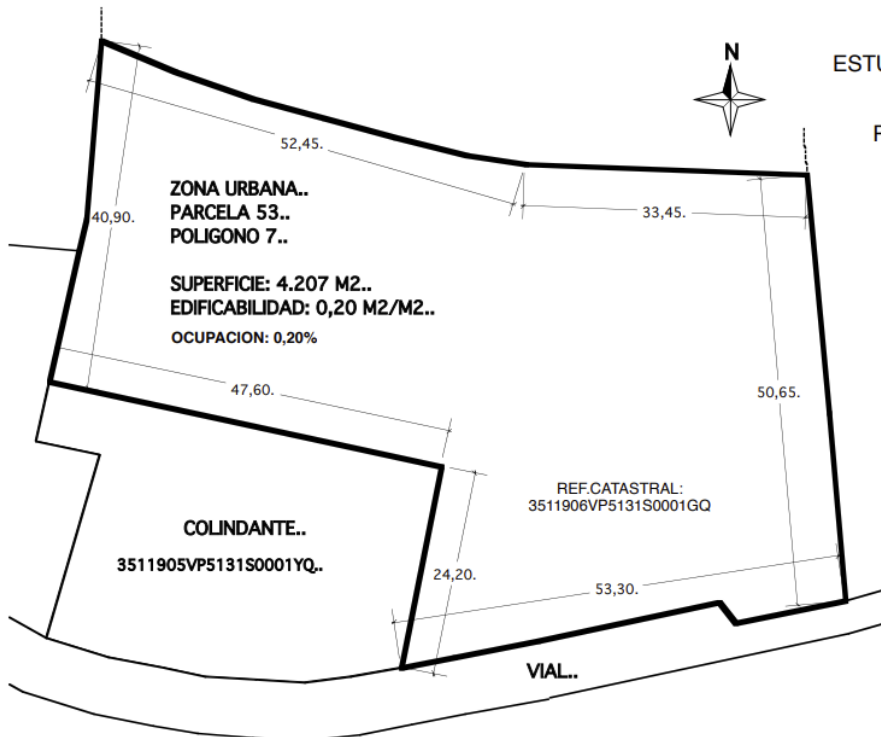 N
ESTU
P
52,45.
33,45.
40,90.
ZONA URBANA..
PARCELA 53..
POLIGONO 7..
SUPERFICIE: 4.207 M2..
EDIFICABILIDAD: 0,20 M2/M2..
OCUPACION: 0,20%
47,60.
50,65.
REF.CATASTRAL:
3511906VP5131S0001GQ
COLINDANTE..
3511905VP5131S0001YQ..
24,20.
53,30.
VIAL..